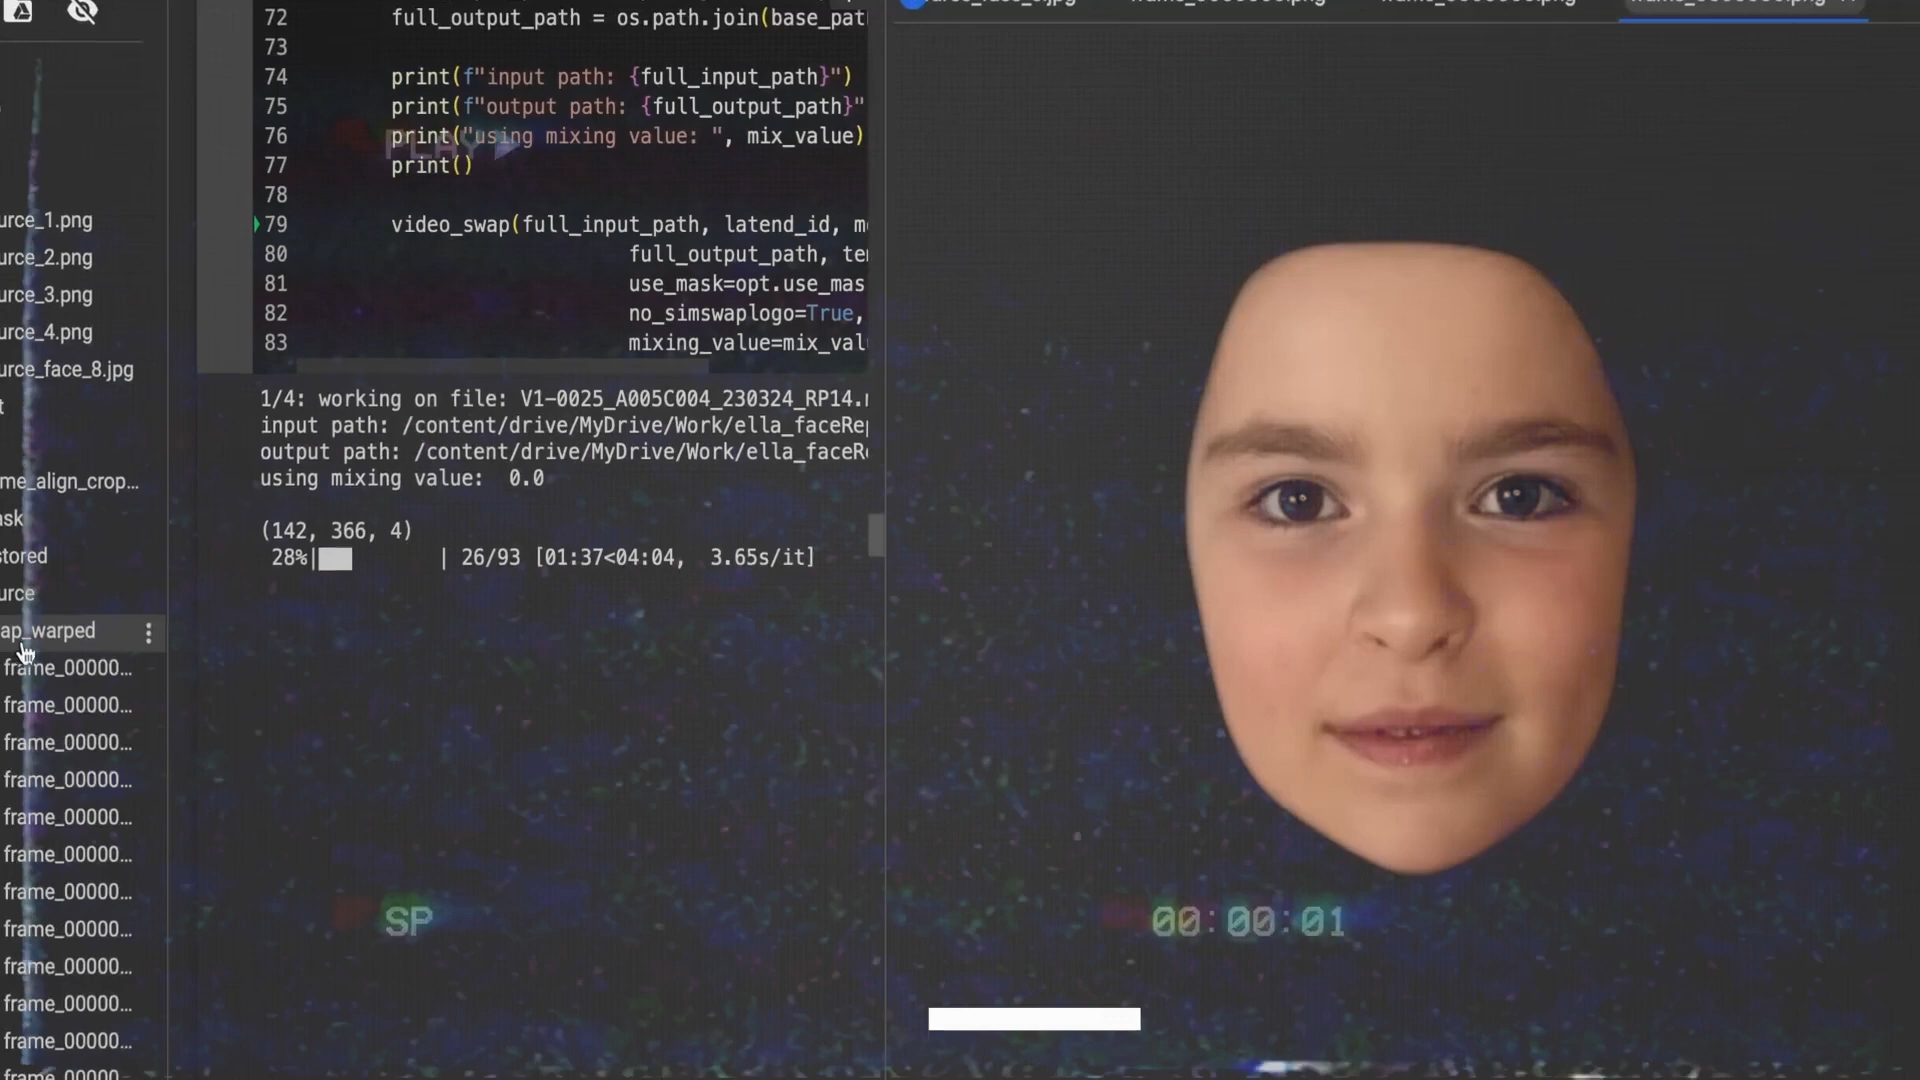 72 full_output_path = os.path.join(base_pat
73
74 print(f"input path: {full_input_path}")
75 print(f"output path: {full_output_path}"
76 print("using mixing value: ", mix_value)
PLAY
77 print()
78
79 video_swap(full_input_path, latend_id, m
80 full_output_path, te
81 use_mask=opt.use_mas
82 no_simswaplogo=True,
83 mixing_value=mix_val
urce_1.png
urce_2.png
urce_3.png
urce_4.png
urce_face_8.jpg
t
me_align_crop...
ask
stored
urce
ap_warped
frame_00000...
frame_00000...
frame_00000...
frame_00000...
frame_00000...
frame_00000...
frame_00000...
frame_00000...
frame_00000...
frame_00000...
frame_00000...
1/4: working on file: V1-0025_A005C004_230324_RP14.
input path: /content/drive/MyDrive/Work/ella_faceRe
output path: /content/drive/MyDrive/Work/ella_faceR
using mixing value: 0.0
(142, 366, 4)
28%| | 26/93 [01:37<04:04, 3.65s/it]
SP
00:00:01